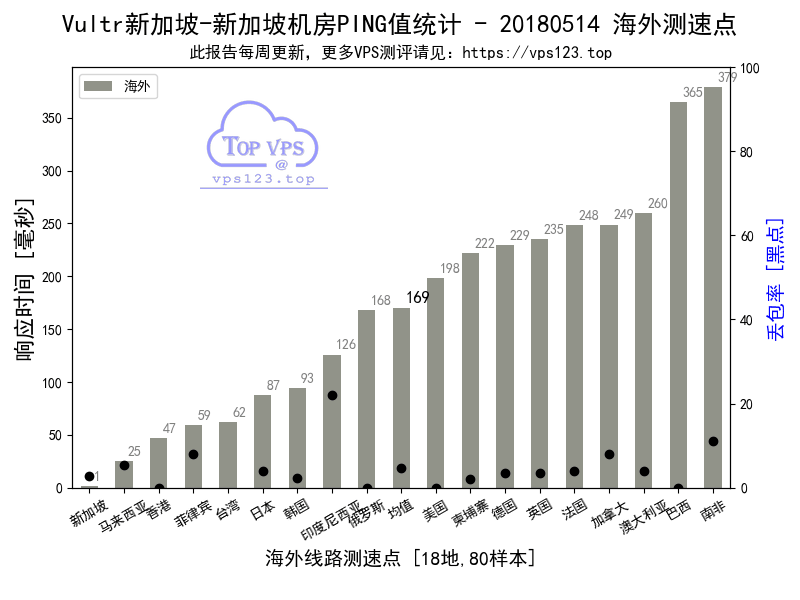 Vultr新加坡-新加坡机房PING值统计 - 20180514 海外测速点
此报告每周更新，更多VPS测评请见：https://vps123.top
海外
TOP VPS
@
vps123.top
响应时间 [毫秒]
350
300
250
200
150
100
50
0
1
25
47
59
62
87
93
126
168
169
198
222
229
235
248
249
260
365
379
100
80
60
40
20
0
丢包率 [黑点]
新加坡
马来西亚
香港
菲律宾
台湾
日本
韩国
印度尼西亚
俄罗斯
均值
美国
柬埔寨
德国
英国
法国
加拿大
澳大利亚
巴西
南非
海外线路测速点 [18地,80样本]